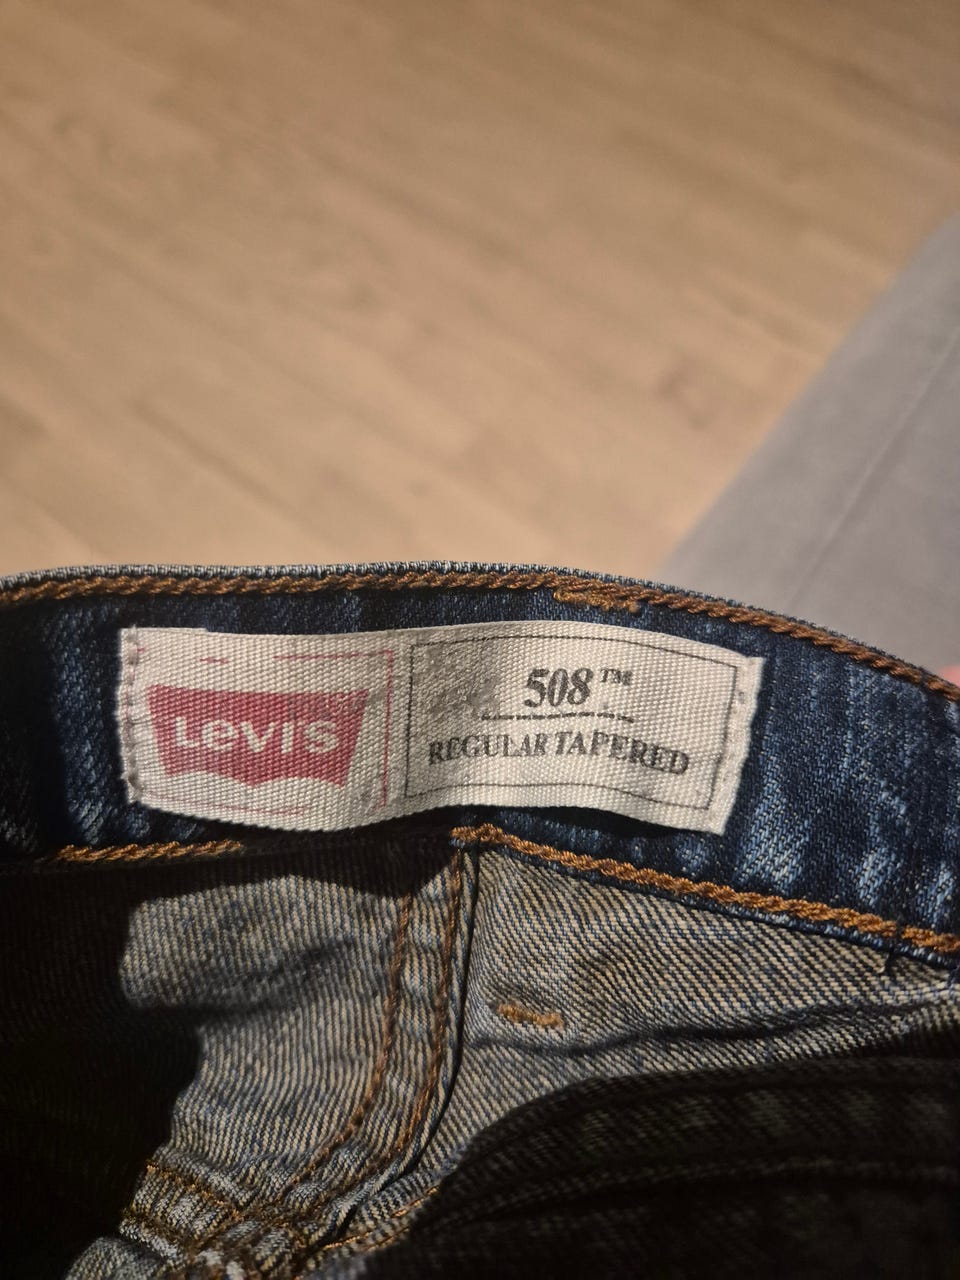 Levi's
508™
REGULAR TAPERED